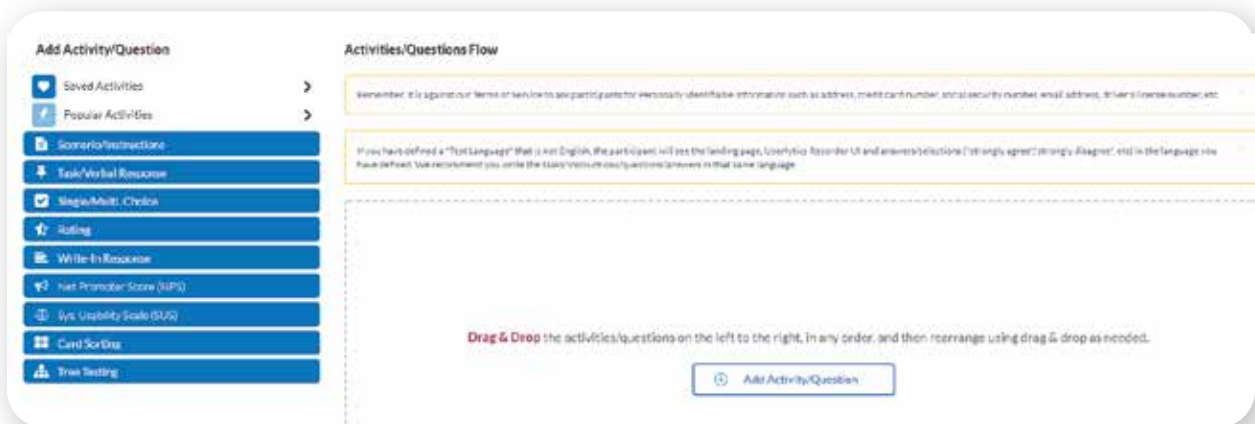 Add Activity/Question
Saved Activities
Popular Activities
Scenario/Instructions
Task/Verbal Response
Single/Multi. Choice
Rating
Write-In Response
Net Promoter Score (NPS)
Sys. Usability Scale (SUS)
Card Sorting
Tree Testing
Activities/Questions Flow
Remember: It is against our Terms of Service to ask participants for Personally Identifiable Information such as address, credit card number, social security number, email address, driver's license number, etc
If you have defined a "Test Language" that is not English, the participant will see the landing page, Userlytics Recorder UI and answers/selections ("strongly agree", "strongly disagree", etc) in the language you
have defined. We recommend you write the tasks/instructions/questions/answers in that same language
Drag & Drop the activities/questions on the left to the right, in any order, and then rearrange using drag & drop as needed.
Add Activity/Question